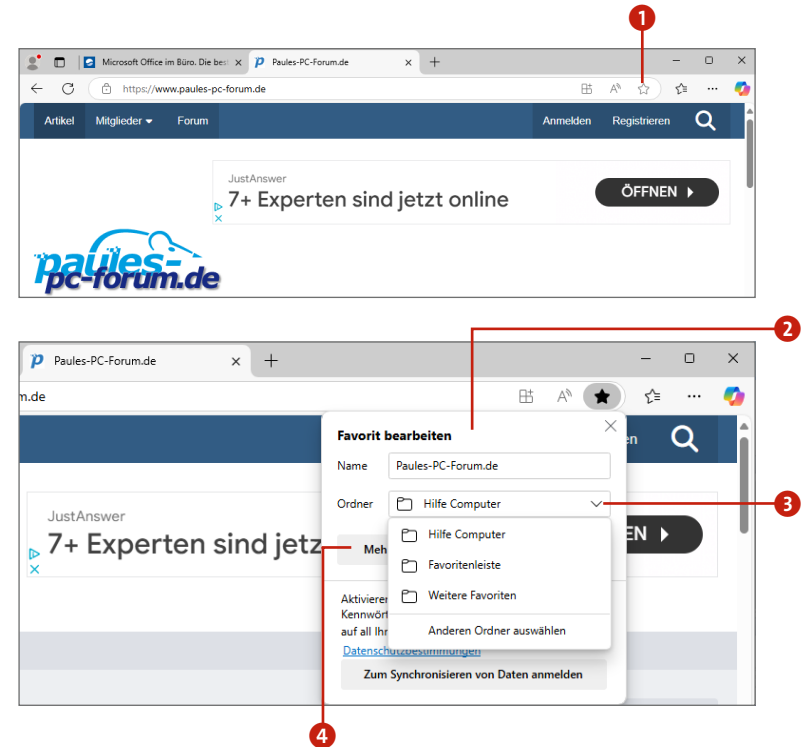 1
Microsoft Office im Büro. Die bes
Paules-PC-Forum.de
https://www.paules-pc-forum.de
Artikel Mitglieder Forum Anmelden Registrieren
JustAnswer
7+ Experten sind jetzt online
ÖFFNEN
paules-
pc-forum.de
2
Paules-PC-Forum.de
m.de
Favorit bearbeiten
en
Name Paules-PC-Forum.de
Ordner Hilfe Computer
3
JustAnswer
7+ Experten sind jetz
EN
Hilfe Computer
Meh
Favoritenleiste
Weitere Favoriten
Aktivieren
Kennwört
auf all Ihr
Anderen Ordner auswählen
Datenschutzbestimmungen
Zum Synchronisieren von Daten anmelden
4